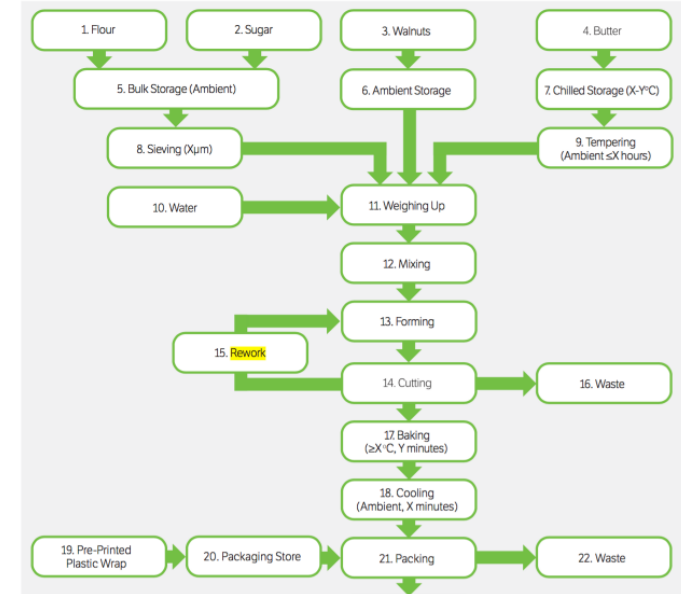 1. Flour
2. Sugar
3. Walnuts
4. Butter
5. Bulk Storage (Ambient)
6. Ambient Storage
7. Chilled Storage (X-Y°C)
8. Sieving (Xµm)
9. Tempering
(Ambient ≤X hours)
10. Water
11. Weighing Up
12. Mixing
13. Forming
15. Rework
14. Cutting
16. Waste
17. Baking
(≥X°C, Y minutes)
18. Cooling
(Ambient, X minutes)
19. Pre-Printed
Plastic Wrap
20. Packaging Store
21. Packing
22. Waste